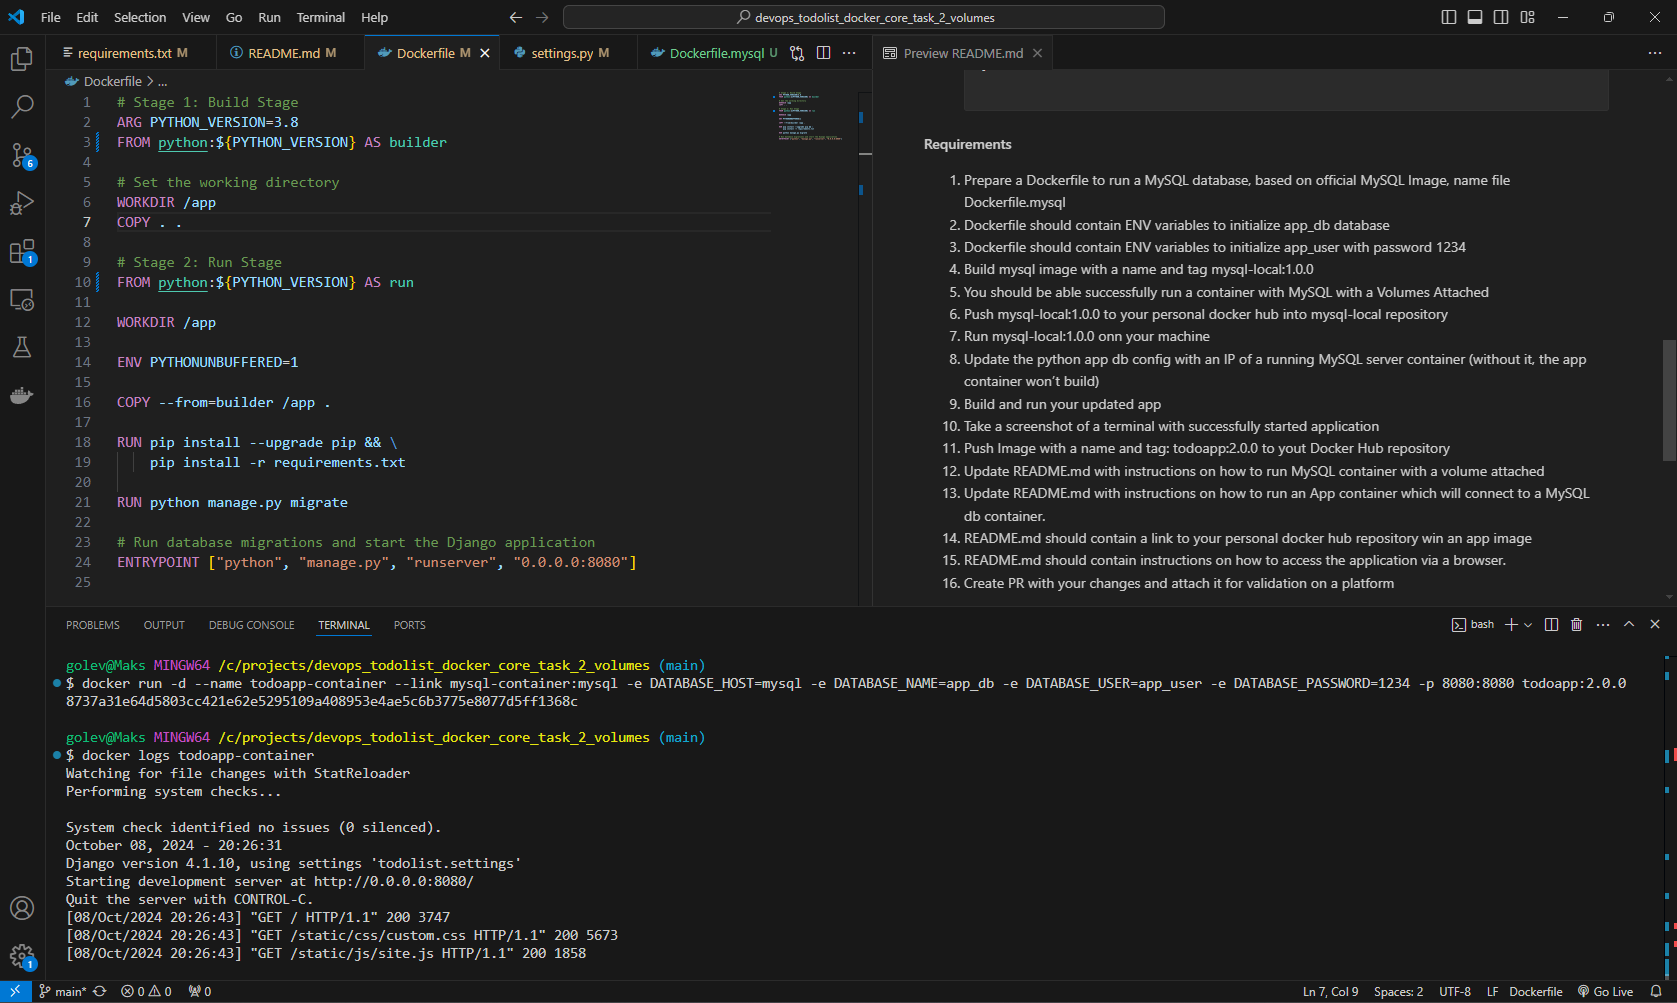 File Edit Selection View Go Run Terminal Help
devops_todolist_docker_core_task_2_volumes
requirements.txt M
README.md M
Dockerfile M
settings.py M
Dockerfile.mysql U
Preview README.md
Dockerfile > ...
1 # Stage 1: Build Stage
2 ARG PYTHON_VERSION=3.8
3 FROM python:${PYTHON_VERSION} AS builder
4
5 # Set the working directory
6 WORKDIR /app
7 COPY . .
8
9 # Stage 2: Run Stage
10 FROM python:${PYTHON_VERSION} AS run
11
12 WORKDIR /app
13
14 ENV PYTHONUNBUFFERED=1
15
16 COPY --from=builder /app .
17
18 RUN pip install --upgrade pip && \
19 pip install -r requirements.txt
20
21 RUN python manage.py migrate
22
23 # Run database migrations and start the Django application
24 ENTRYPOINT ["python", "manage.py", "runserver", "0.0.0.0:8080"]
25
Requirements
1. Prepare a Dockerfile to run a MySQL database, based on official MySQL Image, name file
Dockerfile.mysql
2. Dockerfile should contain ENV variables to initialize app_db database
3. Dockerfile should contain ENV variables to initialize app_user with password 1234
4. Build mysql image with a name and tag mysql-local:1.0.0
5. You should be able successfully run a container with MySQL with a Volumes Attached
6. Push mysql-local:1.0.0 to your personal docker hub into mysql-local repository
7. Run mysql-local:1.0.0 onn your machine
8. Update the python app db config with an IP of a running MySQL server container (without it, the app
container won’t build)
9. Build and run your updated app
10. Take a screenshot of a terminal with successfully started application
11. Push Image with a name and tag: todoapp:2.0.0 to yout Docker Hub repository
12. Update README.md with instructions on how to run MySQL container with a volume attached
13. Update README.md with instructions on how to run an App container which will connect to a MySQL
db container.
14. README.md should contain a link to your personal docker hub repository win an app image
15. README.md should contain instructions on how to access the application via a browser.
16. Create PR with your changes and attach it for validation on a platform
PROBLEMS OUTPUT DEBUG CONSOLE TERMINAL PORTS
bash
golev@Maks MINGW64 /c/projects/devops_todolist_docker_core_task_2_volumes (main)
$ docker run -d --name todoapp-container --link mysql-container:mysql -e DATABASE_HOST=mysql -e DATABASE_NAME=app_db -e DATABASE_USER=app_user -e DATABASE_PASSWORD=1234 -p 8080:8080 todoapp:2.0.0
8737a31e64d5803cc421e62e5295109a408953e4ae5c6b3775e8077d5ff1368c
golev@Maks MINGW64 /c/projects/devops_todolist_docker_core_task_2_volumes (main)
$ docker logs todoapp-container
Watching for file changes with StatReloader
Performing system checks...
System check identified no issues (0 silenced).
October 08, 2024 - 20:26:31
Django version 4.1.10, using settings 'todolist.settings'
Starting development server at http://0.0.0.0:8080/
Quit the server with CONTROL-C.
[08/Oct/2024 20:26:43] "GET / HTTP/1.1" 200 3747
[08/Oct/2024 20:26:43] "GET /static/css/custom.css HTTP/1.1" 200 5673
[08/Oct/2024 20:26:43] "GET /static/js/site.js HTTP/1.1" 200 1858
6
1
1
main* 0 0 0
Ln 7, Col 9 Spaces: 2 UTF-8 LF Dockerfile Go Live